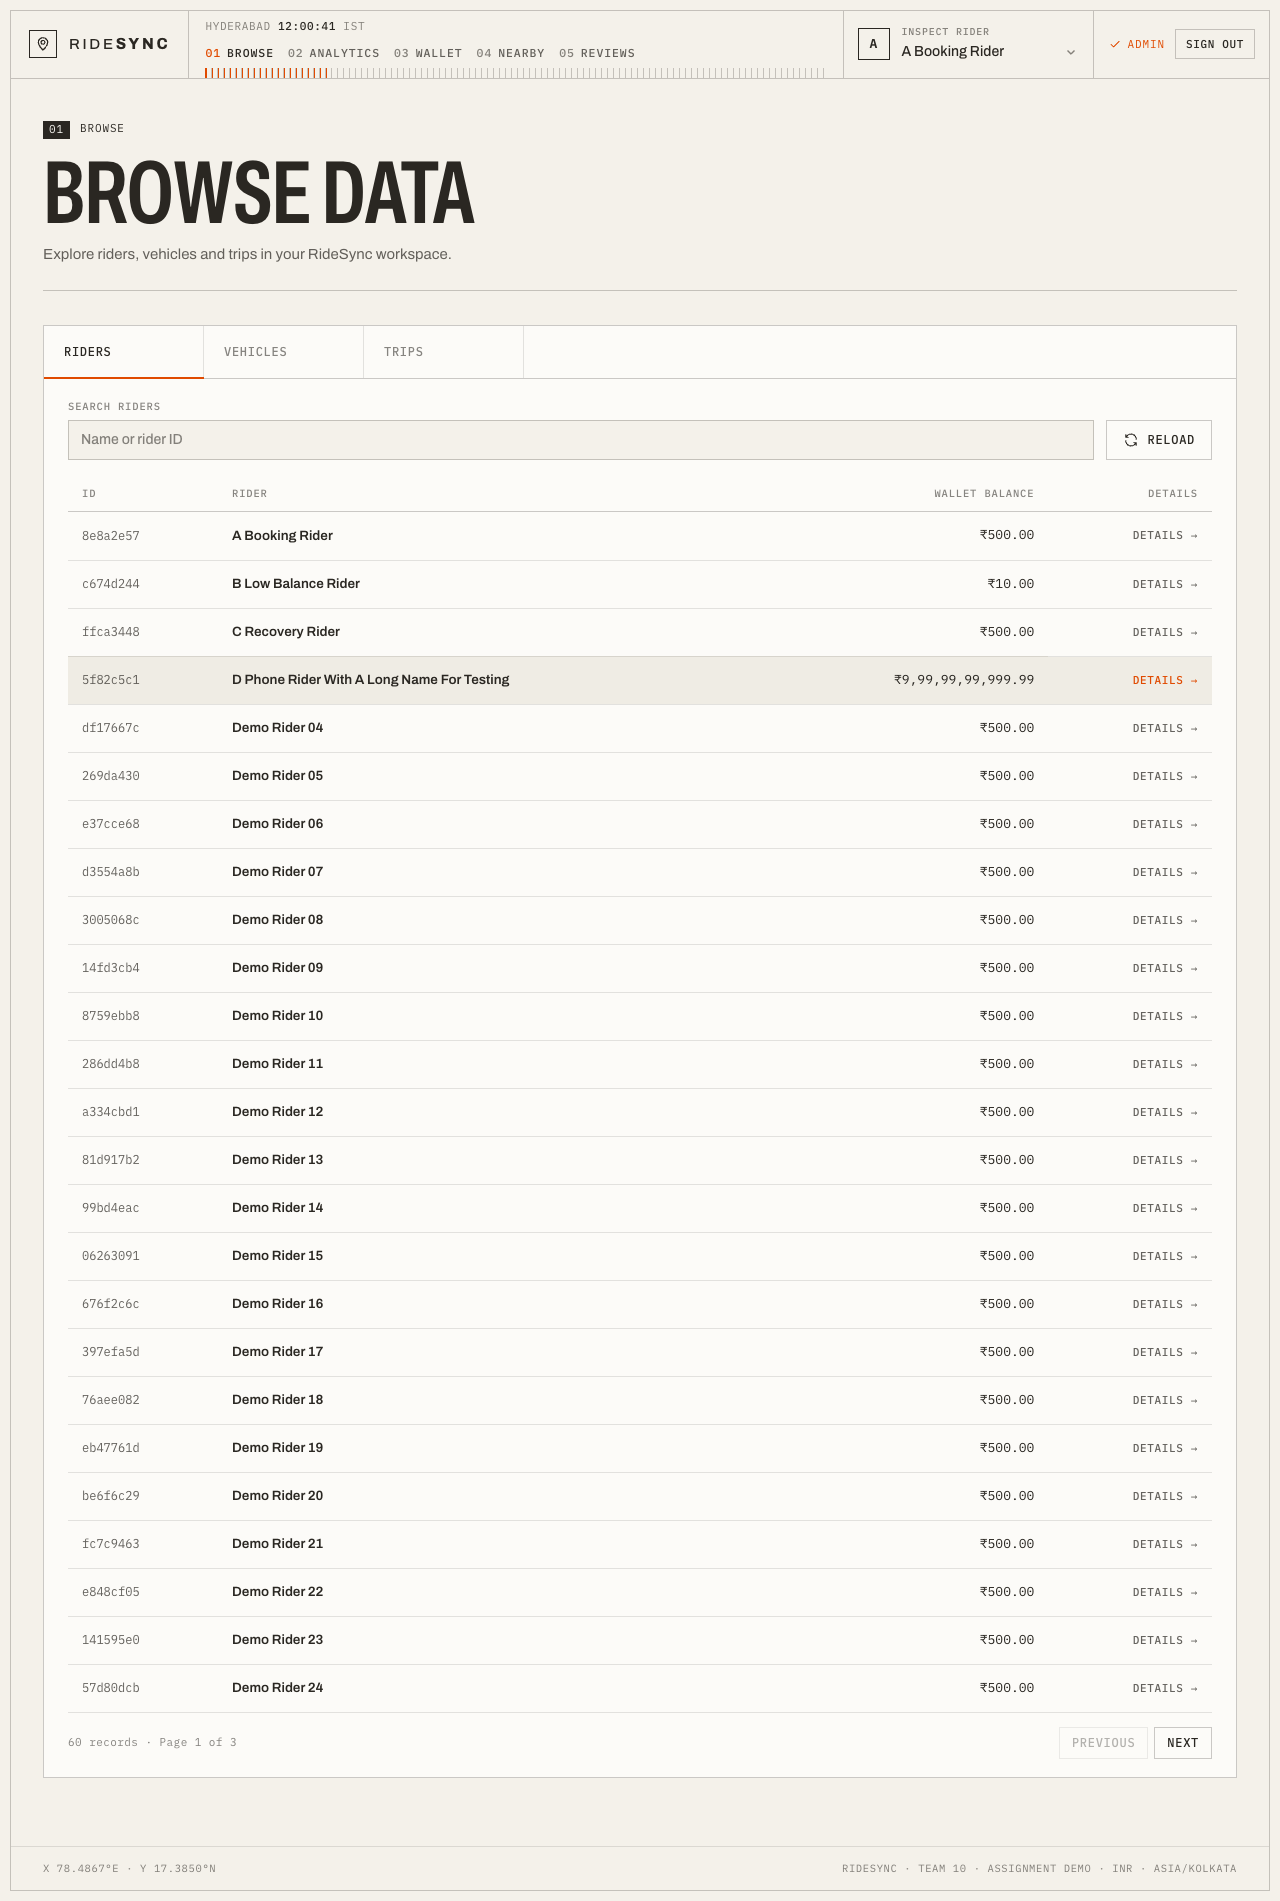 RIDESYNC
HYDERABAD 12:00:41 IST
01 BROWSE 02 ANALYTICS 03 WALLET 04 NEARBY 05 REVIEWS
A
INSPECT RIDER
A Booking Rider
ADMIN
SIGN OUT
01 BROWSE
BROWSE DATA
Explore riders, vehicles and trips in your RideSync workspace.
RIDERS VEHICLES TRIPS
SEARCH RIDERS
Name or rider ID
RELOAD
ID RIDER WALLET BALANCE DETAILS
8e8a2e57 A Booking Rider ₹500.00 DETAILS →
c674d244 B Low Balance Rider ₹10.00 DETAILS →
ffca3448 C Recovery Rider ₹500.00 DETAILS →
5f82c5c1 D Phone Rider With A Long Name For Testing ₹9,99,99,99,999.99 DETAILS →
df17667c Demo Rider 04 ₹500.00 DETAILS →
269da430 Demo Rider 05 ₹500.00 DETAILS →
e37cce68 Demo Rider 06 ₹500.00 DETAILS →
d3554a8b Demo Rider 07 ₹500.00 DETAILS →
3005068c Demo Rider 08 ₹500.00 DETAILS →
14fd3cb4 Demo Rider 09 ₹500.00 DETAILS →
8759ebb8 Demo Rider 10 ₹500.00 DETAILS →
286dd4b8 Demo Rider 11 ₹500.00 DETAILS →
a334cbd1 Demo Rider 12 ₹500.00 DETAILS →
81d917b2 Demo Rider 13 ₹500.00 DETAILS →
99bd4eac Demo Rider 14 ₹500.00 DETAILS →
06263091 Demo Rider 15 ₹500.00 DETAILS →
676f2c6c Demo Rider 16 ₹500.00 DETAILS →
397efa5d Demo Rider 17 ₹500.00 DETAILS →
76aee082 Demo Rider 18 ₹500.00 DETAILS →
eb47761d Demo Rider 19 ₹500.00 DETAILS →
be6f6c29 Demo Rider 20 ₹500.00 DETAILS →
fc7c9463 Demo Rider 21 ₹500.00 DETAILS →
e848cf05 Demo Rider 22 ₹500.00 DETAILS →
141595e0 Demo Rider 23 ₹500.00 DETAILS →
57d80dcb Demo Rider 24 ₹500.00 DETAILS →
60 records · Page 1 of 3 PREVIOUS NEXT
X 78.4867°E · Y 17.3850°N RIDESYNC · TEAM 10 · ASSIGNMENT DEMO · INR · ASIA/KOLKATA